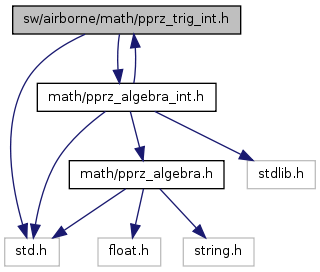 sw/airborne/math/pprz_trig_int.h
math/pprz_algebra_int.h
math/pprz_algebra.h
stdlib.h
std.h
float.h
string.h